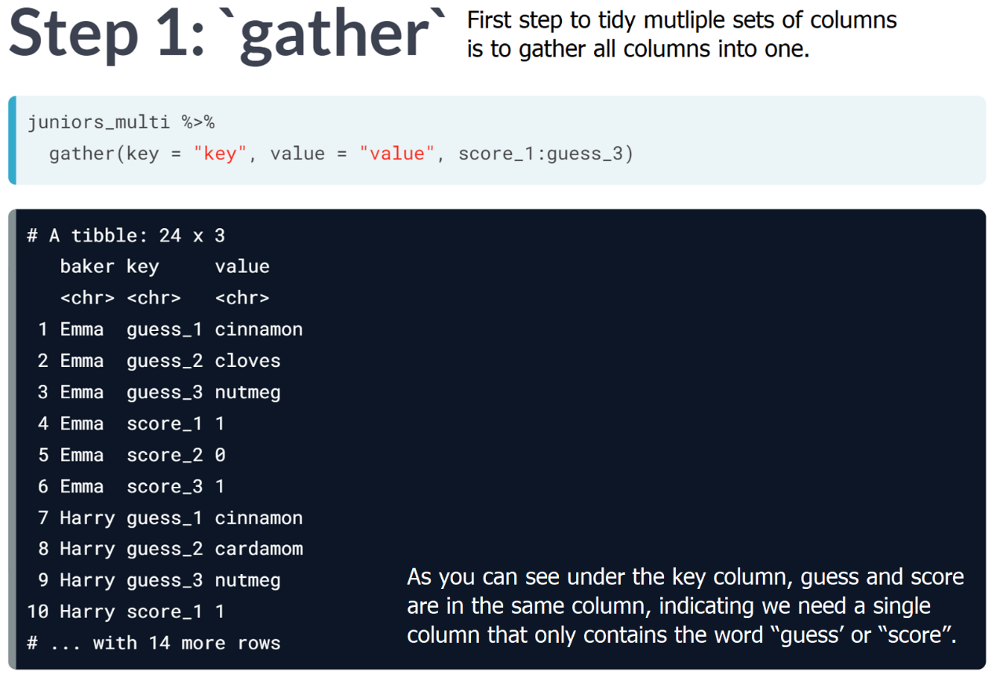 Step 1: `gather`
First step to tidy mutliple sets of columns
is to gather all columns into one.
juniors_multi %>%
  gather(key = "key", value = "value", score_1:guess_3)
# A tibble: 24 x 3
   baker key     value
   <chr> <chr>   <chr>
 1 Emma  guess_1 cinnamon
 2 Emma  guess_2 cloves
 3 Emma  guess_3 nutmeg
 4 Emma  score_1 1
 5 Emma  score_2 0
 6 Emma  score_3 1
 7 Harry guess_1 cinnamon
 8 Harry guess_2 cardamom
 9 Harry guess_3 nutmeg
10 Harry score_1 1
# ... with 14 more rows
As you can see under the key column, guess and score
are in the same column, indicating we need a single
column that only contains the word “guess’ or “score”.